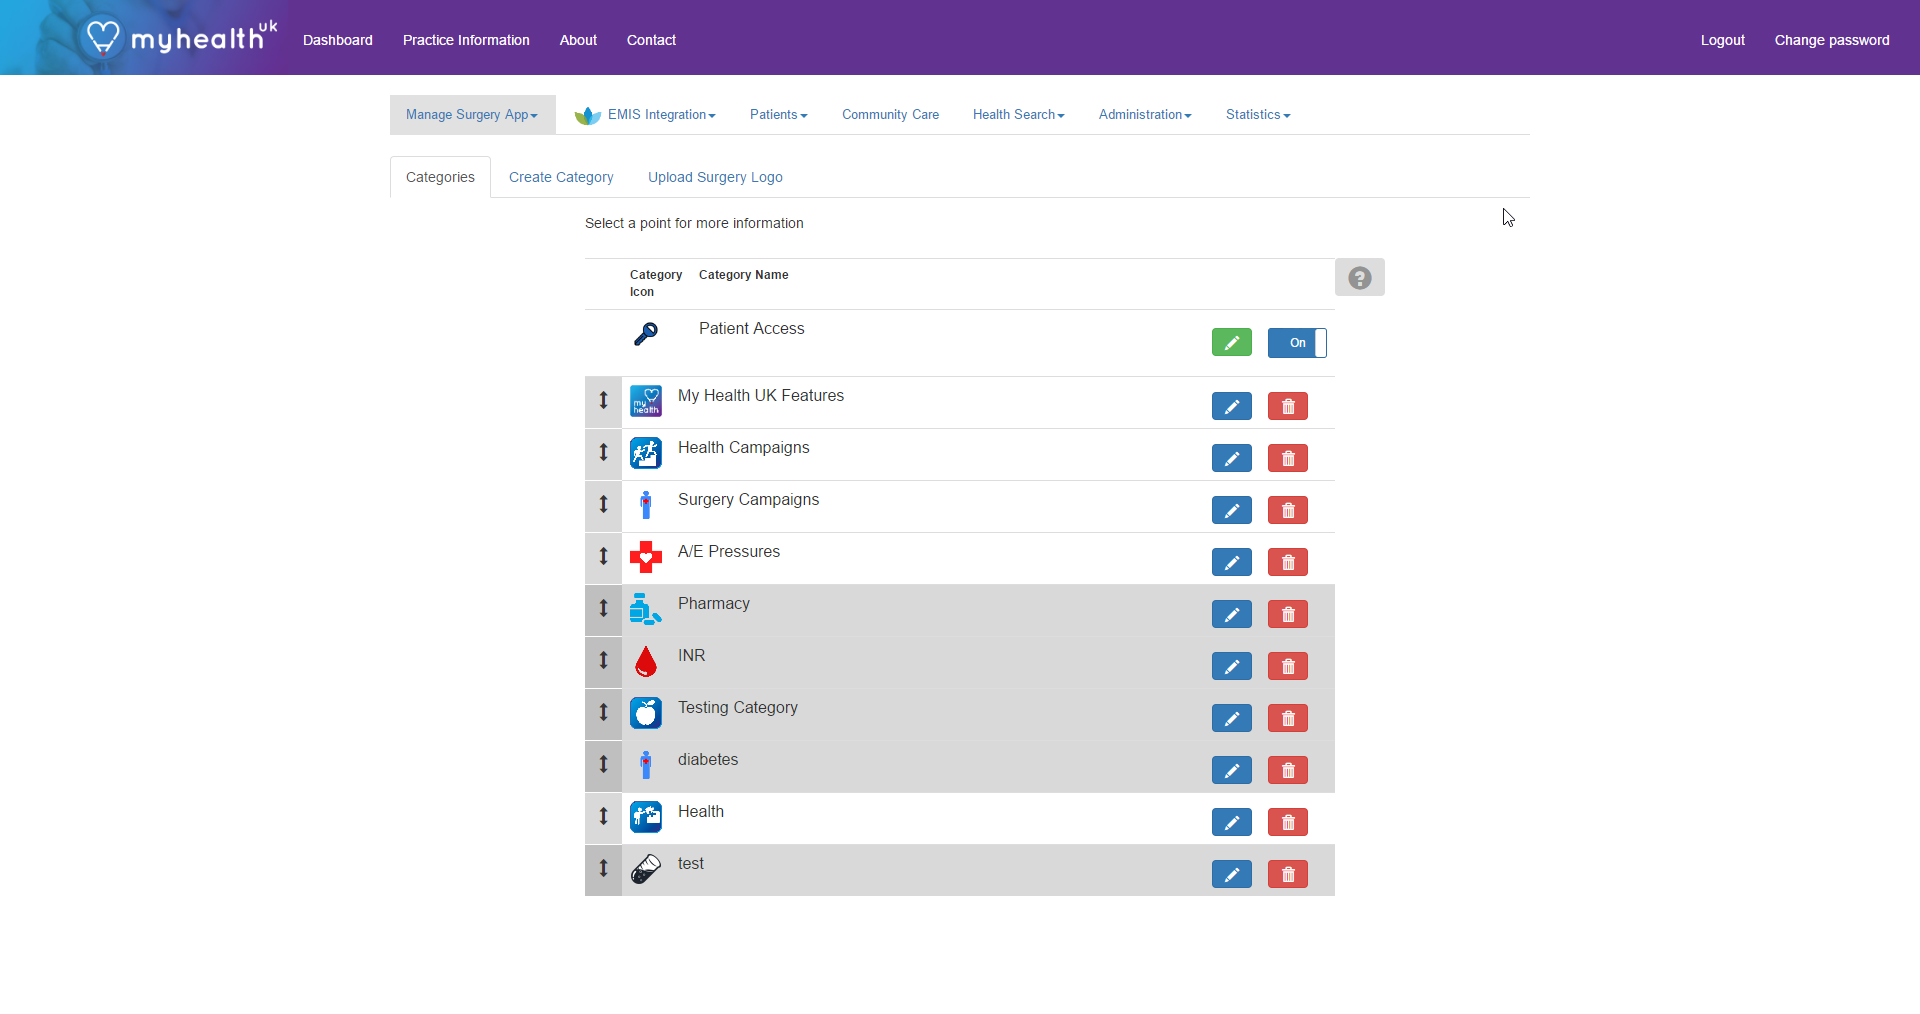 myhealth uk
Dashboard Practice Information About Contact Logout Change password
Manage Surgery App EMIS Integration Patients Community Care Health Search Administration Statistics
Categories Create Category Upload Surgery Logo
Select a point for more information
Category Icon Category Name
?
Patient Access On
my health My Health UK Features
Health Campaigns
Surgery Campaigns
A/E Pressures
Pharmacy
INR
Testing Category
diabetes
Health
test